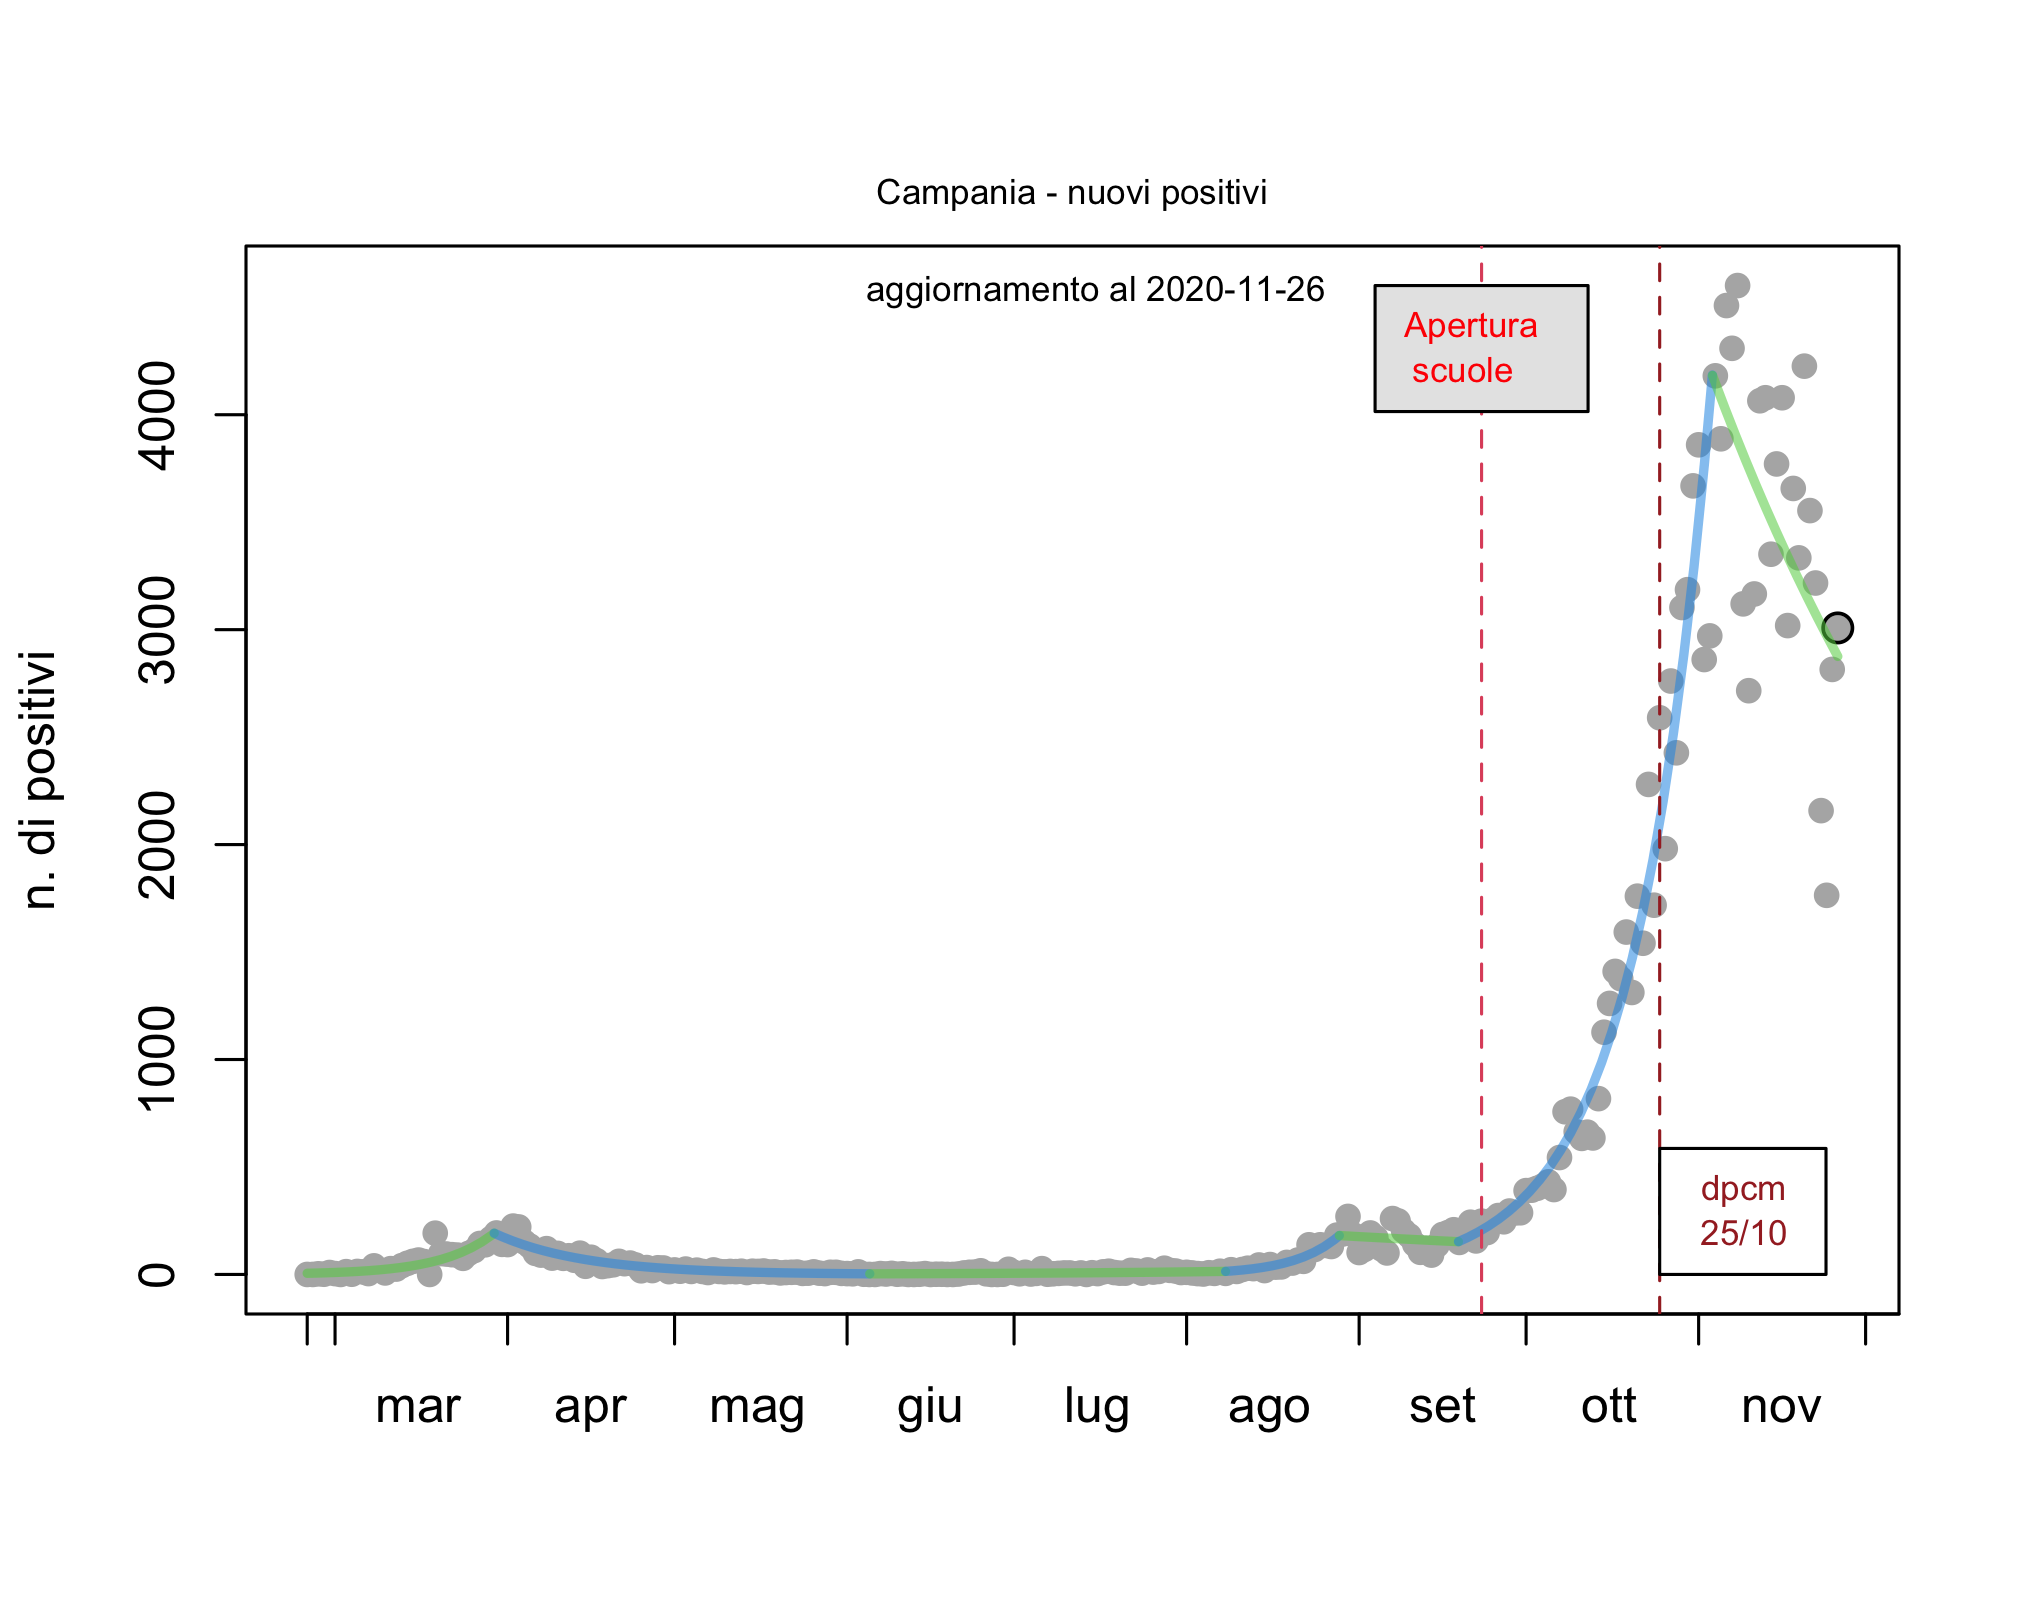 Campania - nuovi positivi
aggiornamento al 2020-11-26
Apertura
scuole
n. di positivi
4000
3000
2000
1000
0
dpcm
25/10
mar apr mag giu lug ago set ott nov